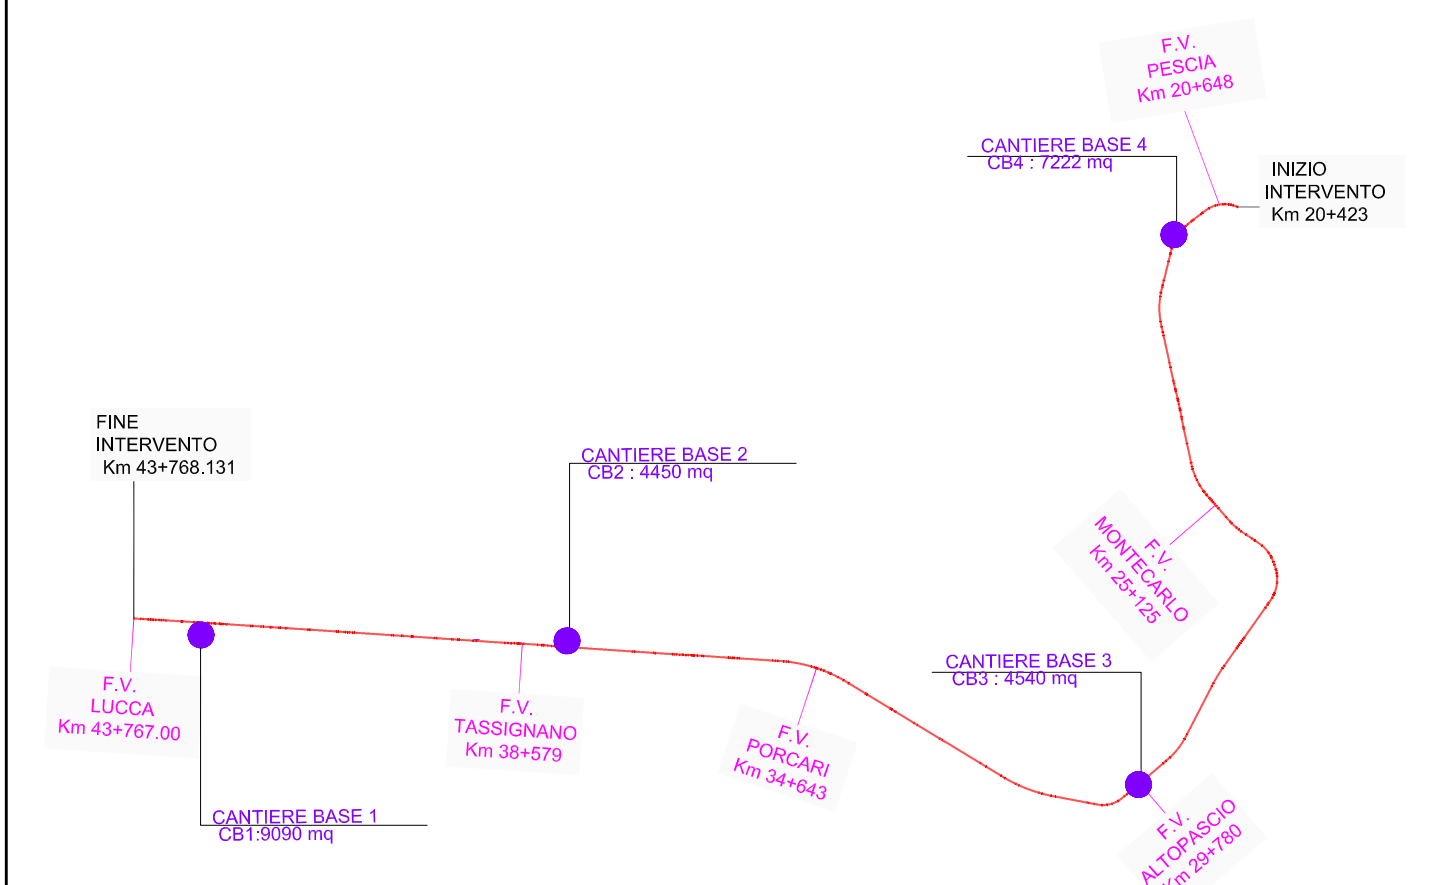 F.V.
PESCIA
Km 20+648
CANTIERE BASE 4
CB4 : 7222 mq
INIZIO
INTERVENTO
Km 20+423
FINE
INTERVENTO
Km 43+768.131
CANTIERE BASE 2
CB2 : 4450 mq
F.V.
MONTECARLO
Km 25+125
CANTIERE BASE 3
CB3 : 4540 mq
F.V.
LUCCA
Km 43+767.00
F.V.
TASSIGNANO
Km 38+579
F.V.
PORCARI
Km 34+643
CANTIERE BASE 1
CB1:9090 mq
F.V.
ALTOPASCIO
Km 29+780